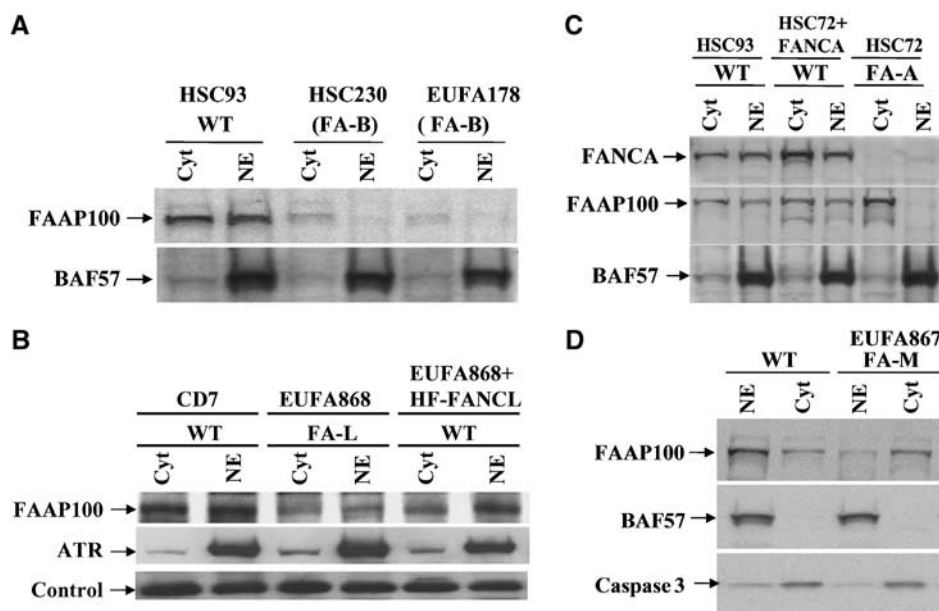 A
HSC93 HSC230 EUFA178
WT (FA-B) ( FA-B)
Cyt NE Cyt NE Cyt NE
FAAP100
BAF57
B
EUFA868+
CD7 EUFA868 HF-FANCL
WT FA-L WT
Cyt NE Cyt NE Cyt NE
FAAP100
ATR
Control
C
HSC72+
HSC93 FANCA HSC72
WT WT FA-A
Cyt NE Cyt NE Cyt NE
FANCA
FAAP100
BAF57
D
EUFA867
WT FA-M
NE Cyt NE Cyt
FAAP100
BAF57
Caspase 3